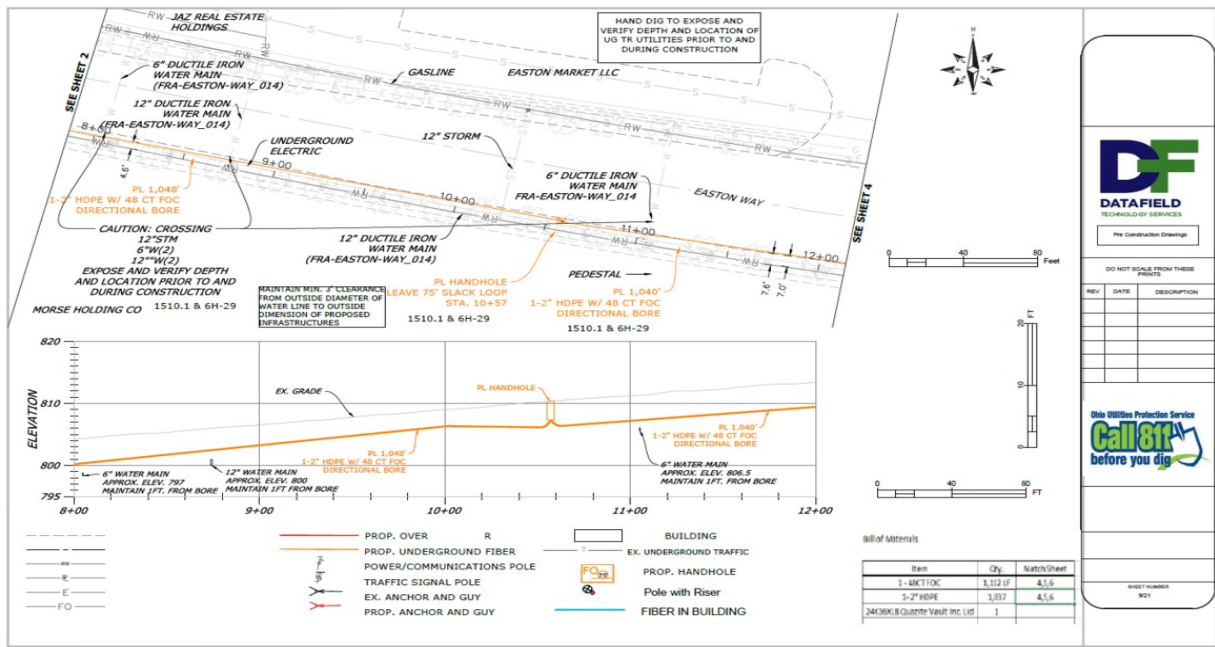 JAZ REAL ESTATE
HOLDINGS
HAND DIG TO EXPOSE AND
VERIFY DEPTH AND LOCATION OF
UG TR UTILITIES PRIOR TO AND
DURING CONSTRUCTION
SEE SHEET 2
6" DUCTILE IRON
WATER MAIN
(FRA-EASTON-WAY_014)
GASLINE
EASTON MARKET LLC
12" DUCTILE IRON
WATER MAIN
(FRA-EASTON-WAY_014)
UNDERGROUND
ELECTRIC
12" STORM
6" DUCTILE IRON
WATER MAIN
FRA-EASTON-WAY_014
EASTON WAY
SEE SHEET 4
8+00
9+00
10+00
11+00
12+00
4.6'
PL 1,048'
1-2" HDPE W/ 48 CT FOC
DIRECTIONAL BORE
CAUTION: CROSSING
12"STM
6"W(2)
12""W(2)
EXPOSE AND VERIFY DEPTH
AND LOCATION PRIOR TO AND
DURING CONSTRUCTION
MORSE HOLDING CO
1510.1 & 6H-29
12" DUCTILE IRON
WATER MAIN
(FRA-EASTON-WAY_014)
MAINTAIN MIN. 3' CLEARANCE
FROM OUTSIDE DIAMETER OF
WATER LINE TO OUTSIDE
DIMENSION OF PROPOSED
INFRASTRUCTURES
PL HANDHOLE
LEAVE 75' SLACK LOOP
STA. 10+57
1510.1 & 6H-29
PEDESTAL
PL 1,040'
1-2" HDPE W/ 48 CT FOC
DIRECTIONAL BORE
1510.1 & 6H-29
7.6'
7.0'
N
0 40 80
Feet
20
FT
10
0
0 40 80
FT
ELEVATION
820
810
800
795
8+00 9+00 10+00 11+00 12+00
EX. GRADE
PL HANDHOLE
PL 1,048'
1-2" HDPE W/ 48 CT FOC
DIRECTIONAL BORE
PL 1,040'
1-2" HDPE W/ 48 CT FOC
DIRECTIONAL BORE
6" WATER MAIN
APPROX. ELEV. 797
MAINTAIN 1FT. FROM BORE
12" WATER MAIN
APPROX. ELEV. 800
MAINTAIN 1FT FROM BORE
6" WATER MAIN
APPROX. ELEV. 806.5
MAINTAIN 1FT. FROM BORE
RW
E
FO
PROP. OVER R
PROP. UNDERGROUND FIBER
POWER/COMMUNICATIONS POLE
TRAFFIC SIGNAL POLE
EX. ANCHOR AND GUY
PROP. ANCHOR AND GUY
BUILDING
T EX. UNDERGROUND TRAFFIC
FO PROP. HANDHOLE
Pole with Riser
FIBER IN BUILDING
Bill of Materials
Item Qty. Match Sheet
1 - 48CT FOC 1,112 LF 4,5,6
1-2" HDPE 1,037 4,5,6
24X36X18 Quazite Vault Inc. Lid 1
DF
DATAFIELD
TECHNOLOGY SERVICES
Pre Construction Drawings
DO NOT SCALE FROM THESE
PRINTS
REV DATE DESCRIPTION
Ohio Utilities Protection Service
Call 811
before you dig
SHEET NUMBER
9/21